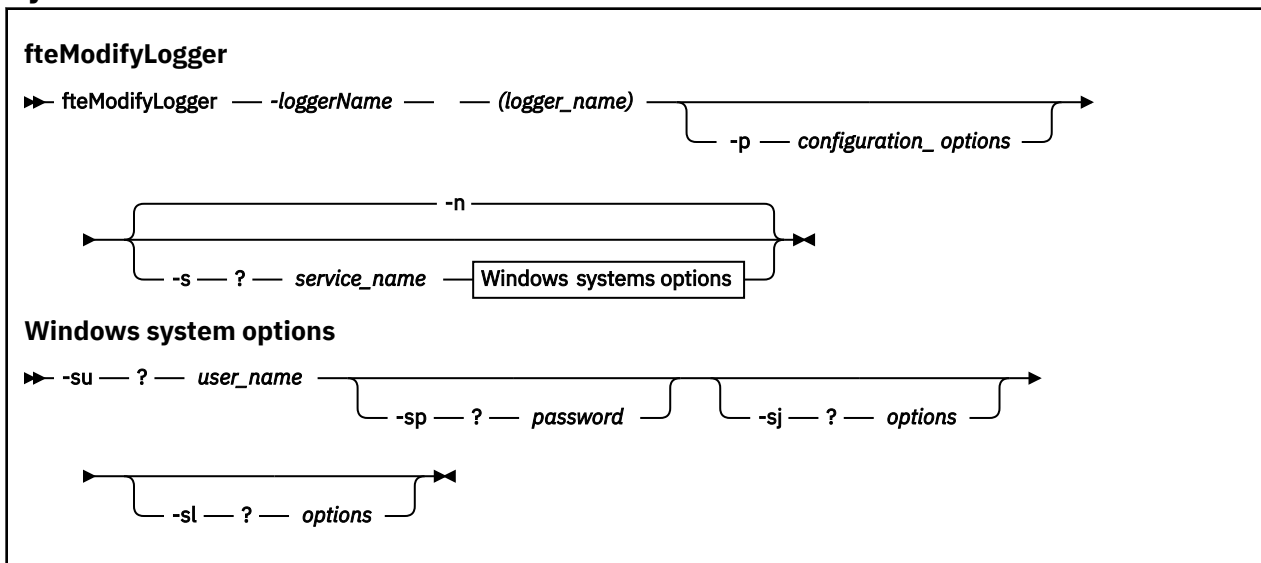 fteModifyLogger
fteModifyLogger -loggerName (logger_name)
-p configuration_ options
-n
-s ? service_name Windows systems options
Windows system options
-su ? user_name
-sp ? password -sj ? options
-sl ? options